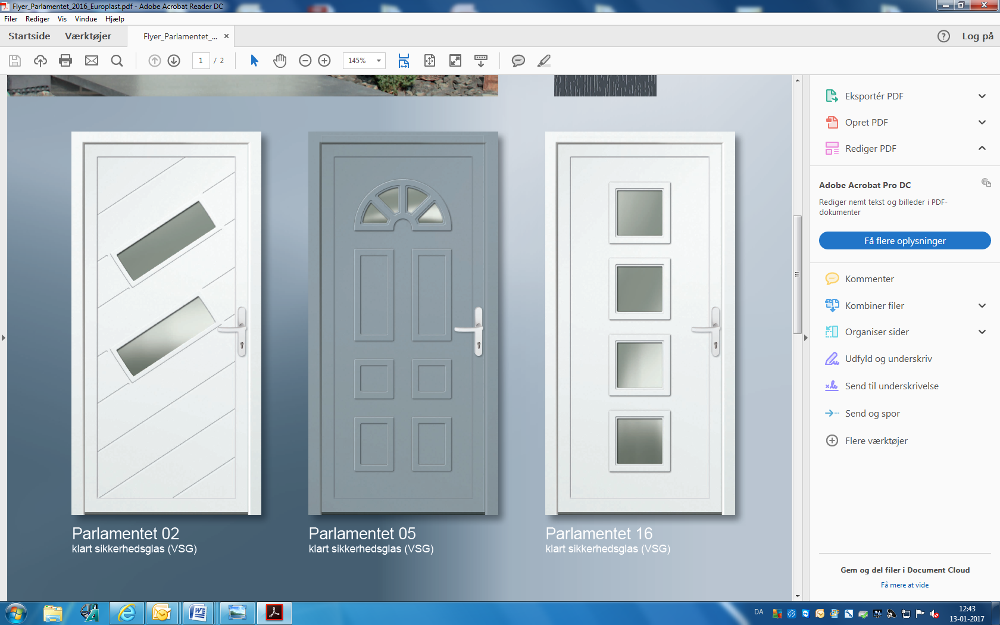 Flyer_Parlamentet_2016_Europlast.pdf - Adobe Acrobat Reader DC
Filer Rediger Vis Vindue Hjælp
Startside Værktøjer Flyer_Parlamentet_... × ? Log på
1 / 2 145%
Eksportér PDF
Opret PDF
Rediger PDF
Adobe Acrobat Pro DC
Rediger nemt tekst og billeder i PDF-
dokumenter
Få flere oplysninger
Kommenter
Kombiner filer
Organiser sider
Udfyld og underskriv
Send til underskrivelse
Send og spor
Flere værktøjer
Parlamentet 02
klart sikkerhedsglas (VSG)
Parlamentet 05
klart sikkerhedsglas (VSG)
Parlamentet 16
klart sikkerhedsglas (VSG)
Gem og del filer i Document Cloud
Få mere at vide
DA
12:43
13-01-2017